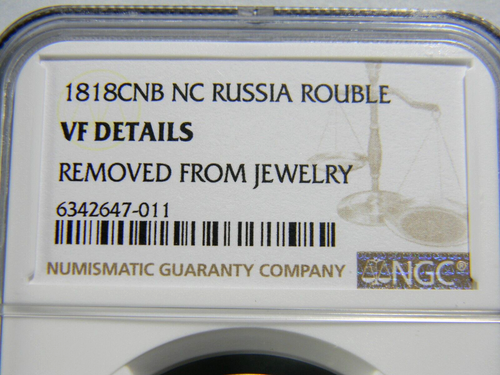 1818CNB NC RUSSIA ROUBLE
VF DETAILS
REMOVED FROM JEWELRY
6342647-011
NUMISMATIC GUARANTY COMPANY
NGC®